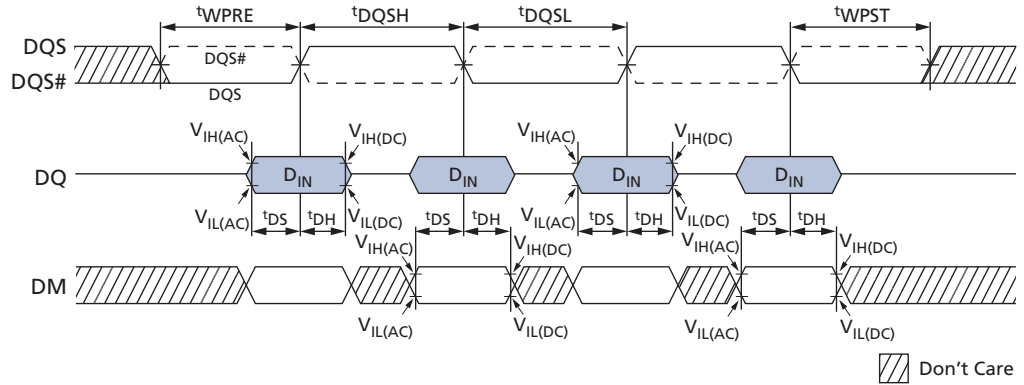 tWPRE tDQSH tDQSL tWPST
DQS
DQS#
DQS#
DQS
VIH(AC) VIH(DC) VIH(AC) VIH(DC)
DQ
DIN DIN DIN DIN
VIL(AC) VIL(DC) VIL(AC) VIL(DC)
tDS tDH tDS tDH tDS tDH tDS tDH
VIH(AC) VIH(DC) VIH(AC) VIH(DC)
DM
VIL(AC) VIL(DC) VIL(AC) VIL(DC)
Don't Care